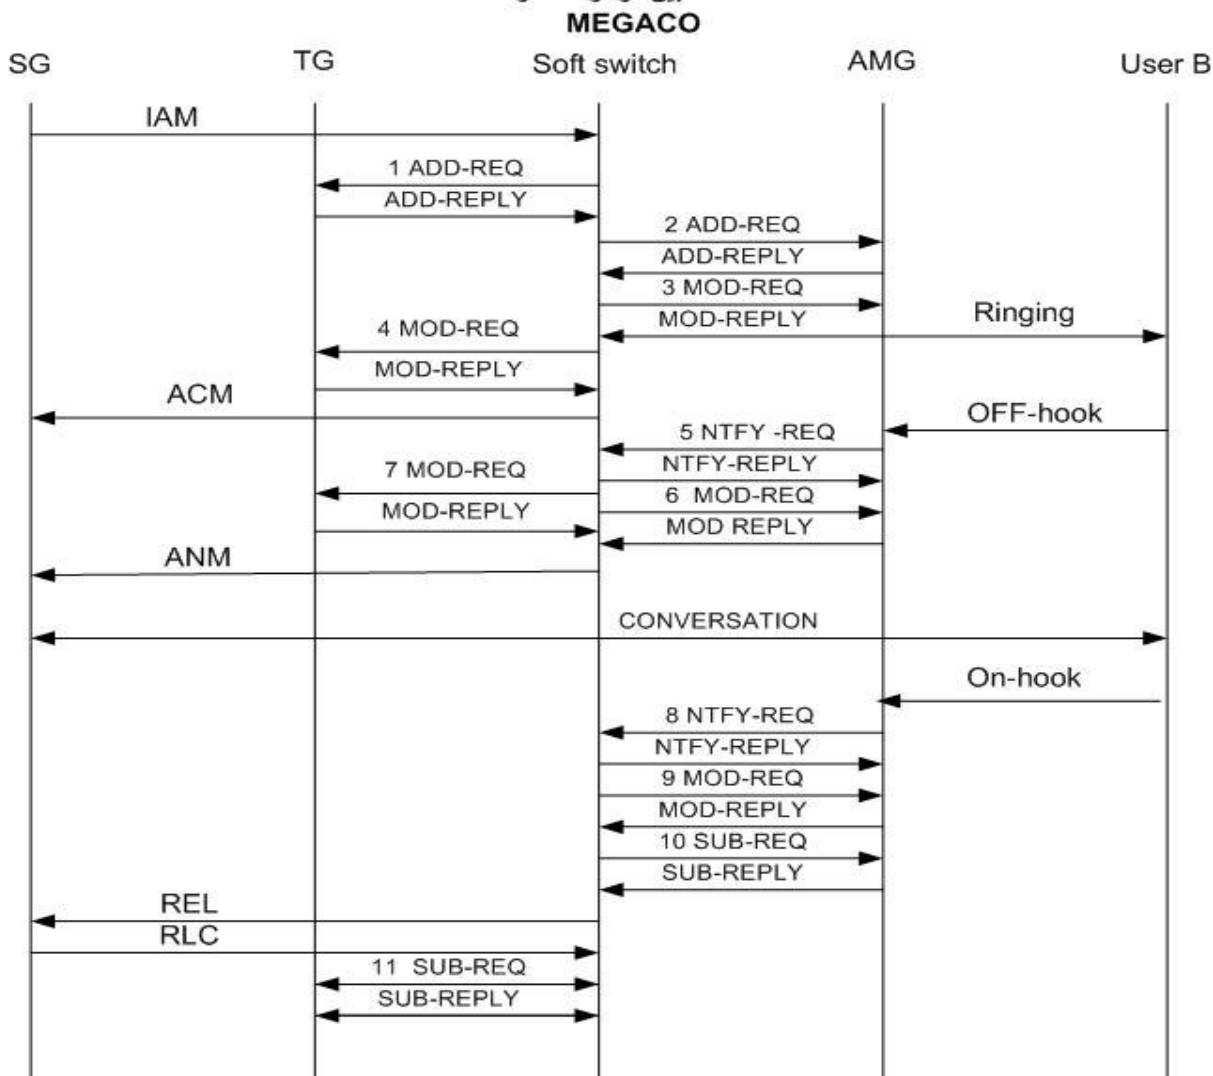 MEGACO
SG TG Soft switch AMG User B
IAM
1 ADD-REQ
ADD-REPLY
2 ADD-REQ
ADD-REPLY
3 MOD-REQ
MOD-REPLY
Ringing
4 MOD-REQ
MOD-REPLY
ACM
OFF-hook
5 NTFY -REQ
NTFY-REPLY
7 MOD-REQ
6 MOD-REQ
MOD-REPLY
MOD REPLY
ANM
CONVERSATION
On-hook
8 NTFY-REQ
NTFY-REPLY
9 MOD-REQ
MOD-REPLY
10 SUB-REQ
SUB-REPLY
REL
RLC
11 SUB-REQ
SUB-REPLY